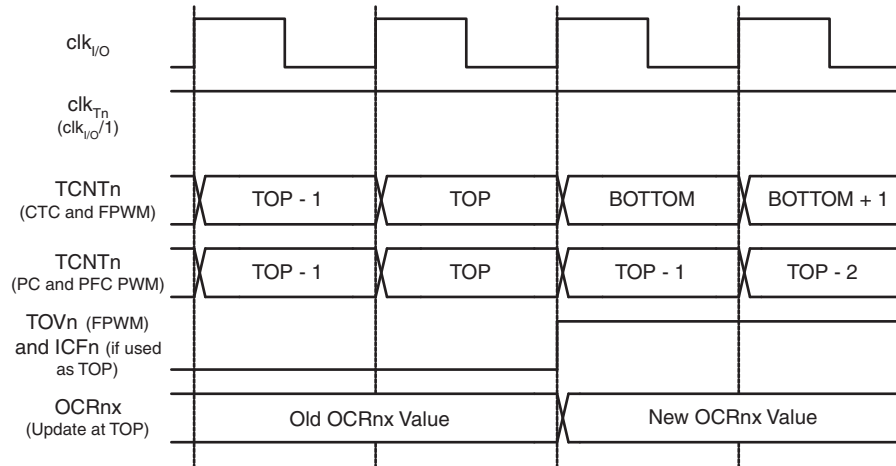 clkI/O
clkTn
(clkI/O/1)
TCNTn
(CTC and FPWM)
TOP - 1
TOP
BOTTOM
BOTTOM + 1
TCNTn
(PC and PFC PWM)
TOP - 1
TOP
TOP - 1
TOP - 2
TOVn (FPWM)
and ICFn (if used
as TOP)
OCRnx
(Update at TOP)
Old OCRnx Value
New OCRnx Value